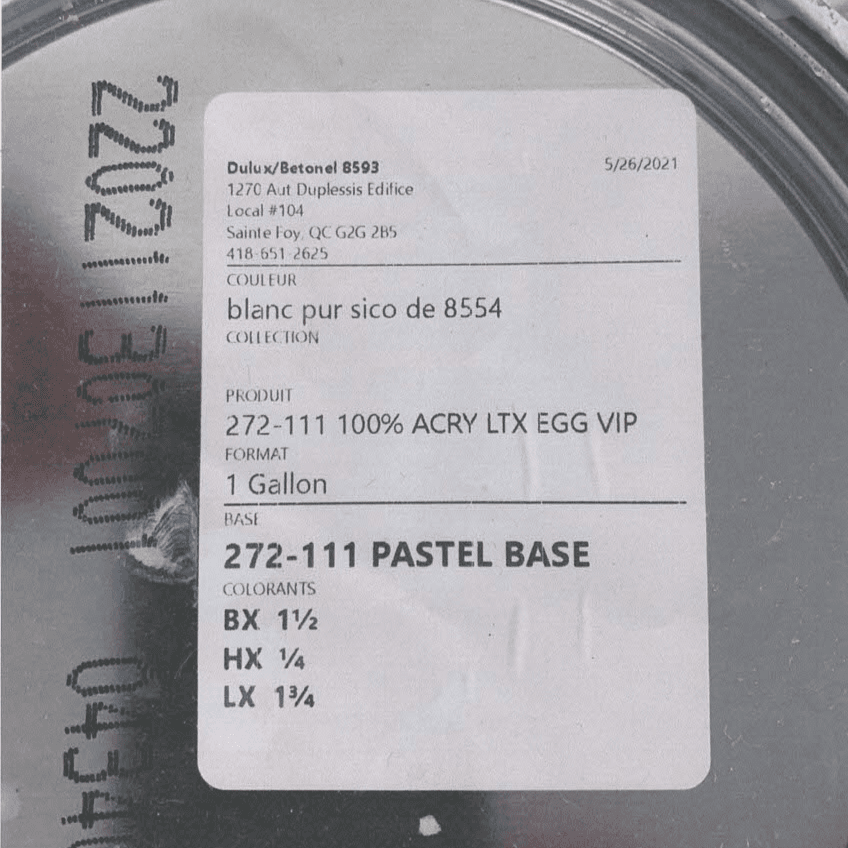 Dulux/Betonel 8593
5/26/2021
1270 Aut Duplessis Edifice
Local #104
Sainte Foy, QC G2G 2B5
418-651-2625
COULEUR
blanc pur sico de 8554
COLLECTION
PRODUIT
272-111 100% ACRY LTX EGG VIP
FORMAT
1 Gallon
BASE
272-111 PASTEL BASE
COLORANTS
BX 1½
HX ¼
LX 1¾